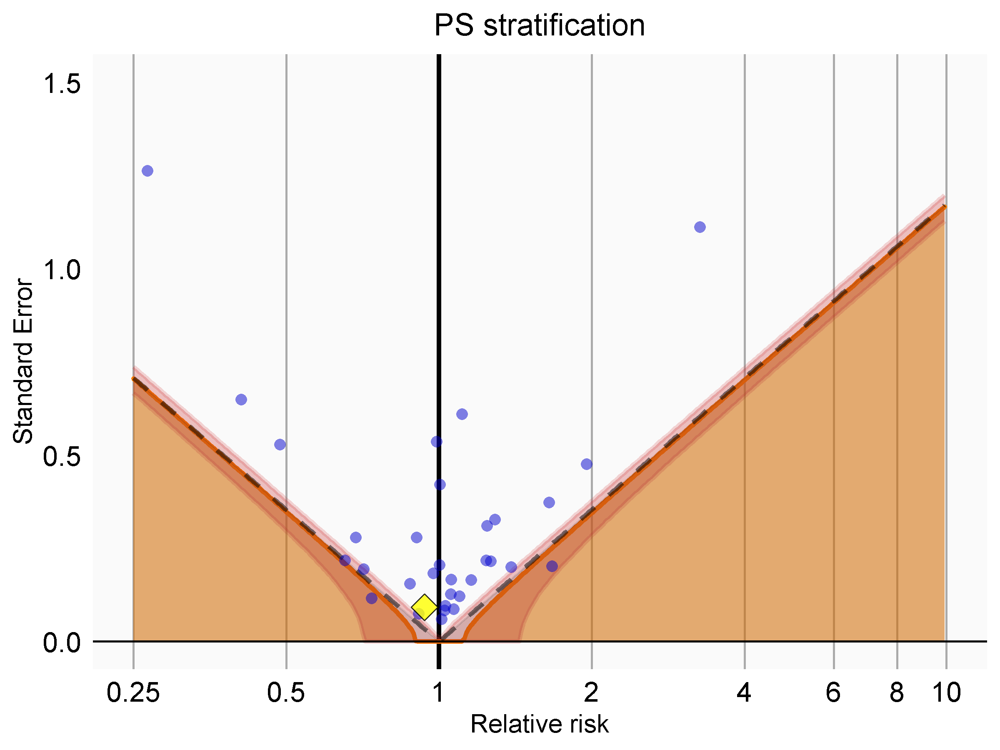 PS stratification
1.5
1.0
0.5
0.0
Standard Error
0.25 0.5 1 2 4 6 8 10
Relative risk